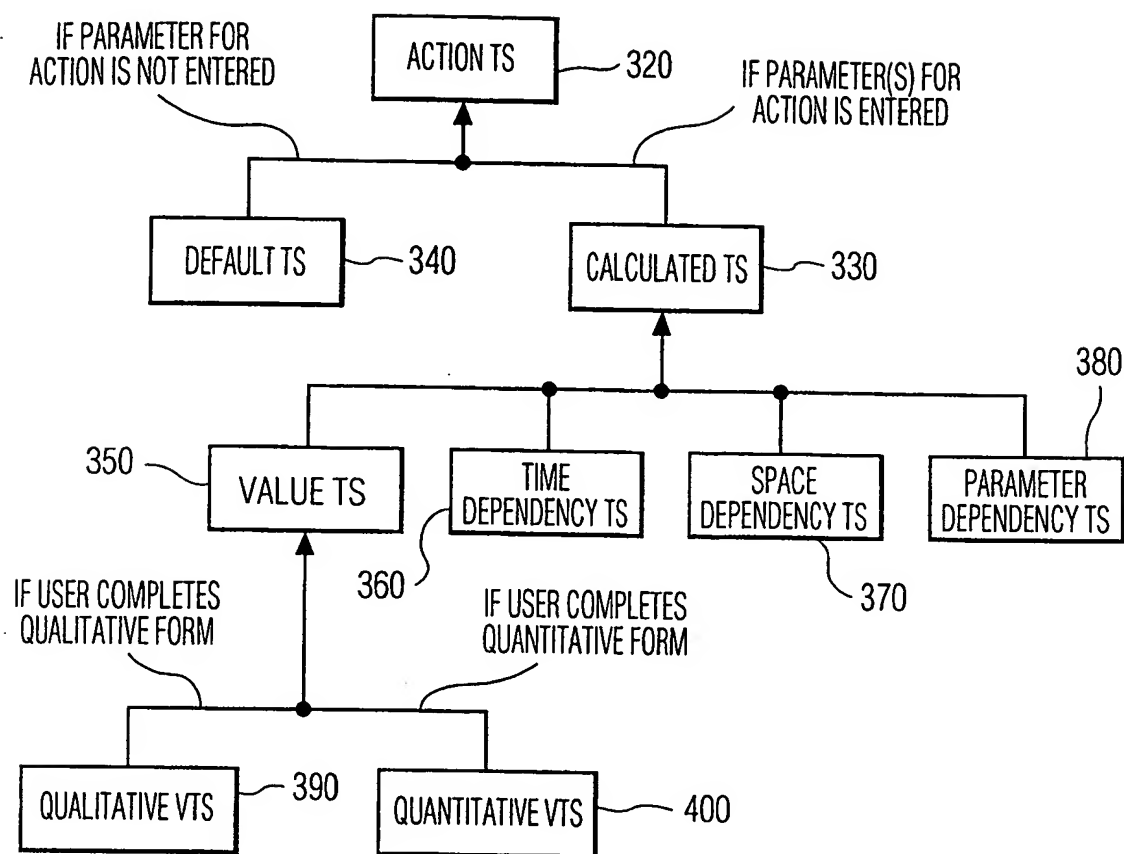 IF PARAMETER FOR
ACTION IS NOT ENTERED
ACTION TS
320
IF PARAMETER(S) FOR
ACTION IS ENTERED
DEFAULT TS
340
CALCULATED TS
330
380
350
VALUE TS
TIME
DEPENDENCY TS
SPACE
DEPENDENCY TS
PARAMETER
DEPENDENCY TS
360
370
IF USER COMPLETES
QUALITATIVE FORM
IF USER COMPLETES
QUANTITATIVE FORM
QUALITATIVE VTS
390
QUANTITATIVE VTS
400